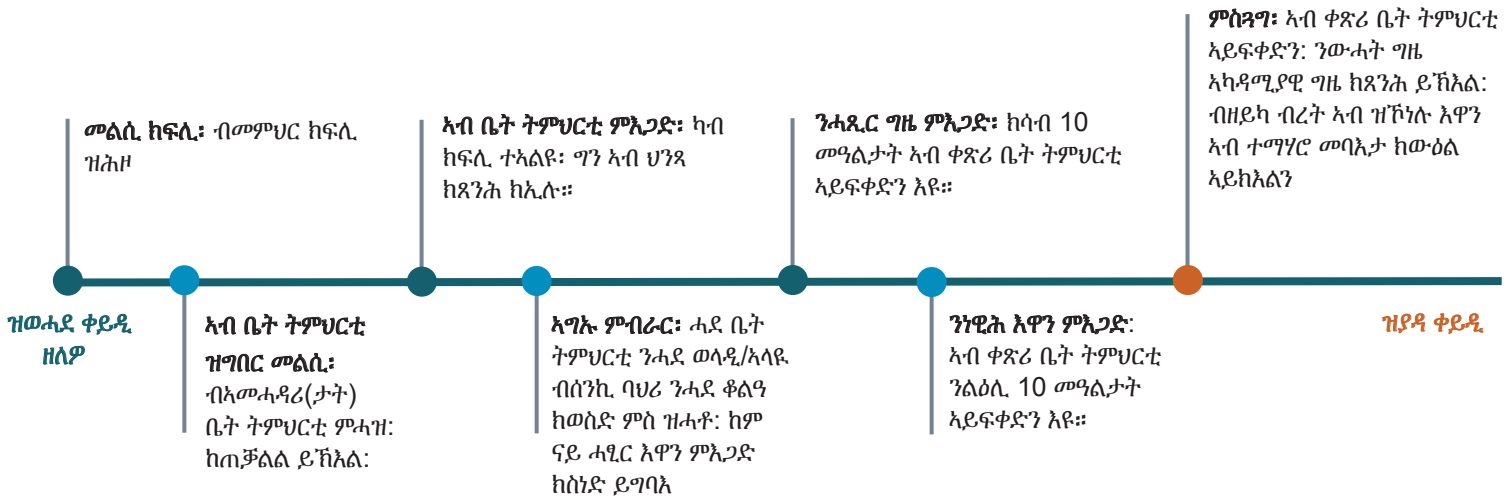 መልሲ ክፍሊ፡ ብመምህር ክፍሊ
ዝሕዞ
ኣብ ቤት ትምህርቲ ምእጋድ፡ ካብ
ክፍሊ ተኣልዩ፡ ግን ኣብ ህንጻ
ክጸንሕ ክኢሉ።
ንሓጺር ግዜ ምእጋድ፡ ክሳብ 10
መዓልታት ኣብ ቀጽሪ ቤት ትምህርቲ
ኣይፍቀድን እዩ።
ምስጓግ፡ ኣብ ቀጽሪ ቤት ትምህርቲ
ኣይፍቀድን: ንውሓት ግዜ
ኣካዳሚያዊ ግዜ ክጸንሕ ይኽእል:
ብዘይካ ብረት ኣብ ዝኾነሉ እዋን
ኣብ ተማሃሮ መባእታ ክውዕል
ኣይክእልን
ዝወሓደ ቀይዲ
ዘለዎ
ኣብ ቤት ትምህርቲ
ዝግበር መልሲ፡
ብኣመሓዳሪ(ታት)
ቤት ትምህርቲ ምሓዝ:
ከጠቓልል ይኽእል:
ኣግኡ ምብራር፡ ሓደ ቤት
ትምህርቲ ንሓደ ወላዲ/ኣላዪ
ብሰንኪ ባህሪ ንሓደ ቆልዓ
ክወስድ ምስ ዝሓቶ: ከም
ናይ ሓፂር እዋን ምእጋድ
ክስነድ ይግባእ
ንነዊሕ እዋን ምእጋድ:
ኣብ ቀጽሪ ቤት ትምህርቲ
ንልዕሊ 10 መዓልታት
ኣይፍቀድን እዩ።
ዝያዳ ቀይዲ